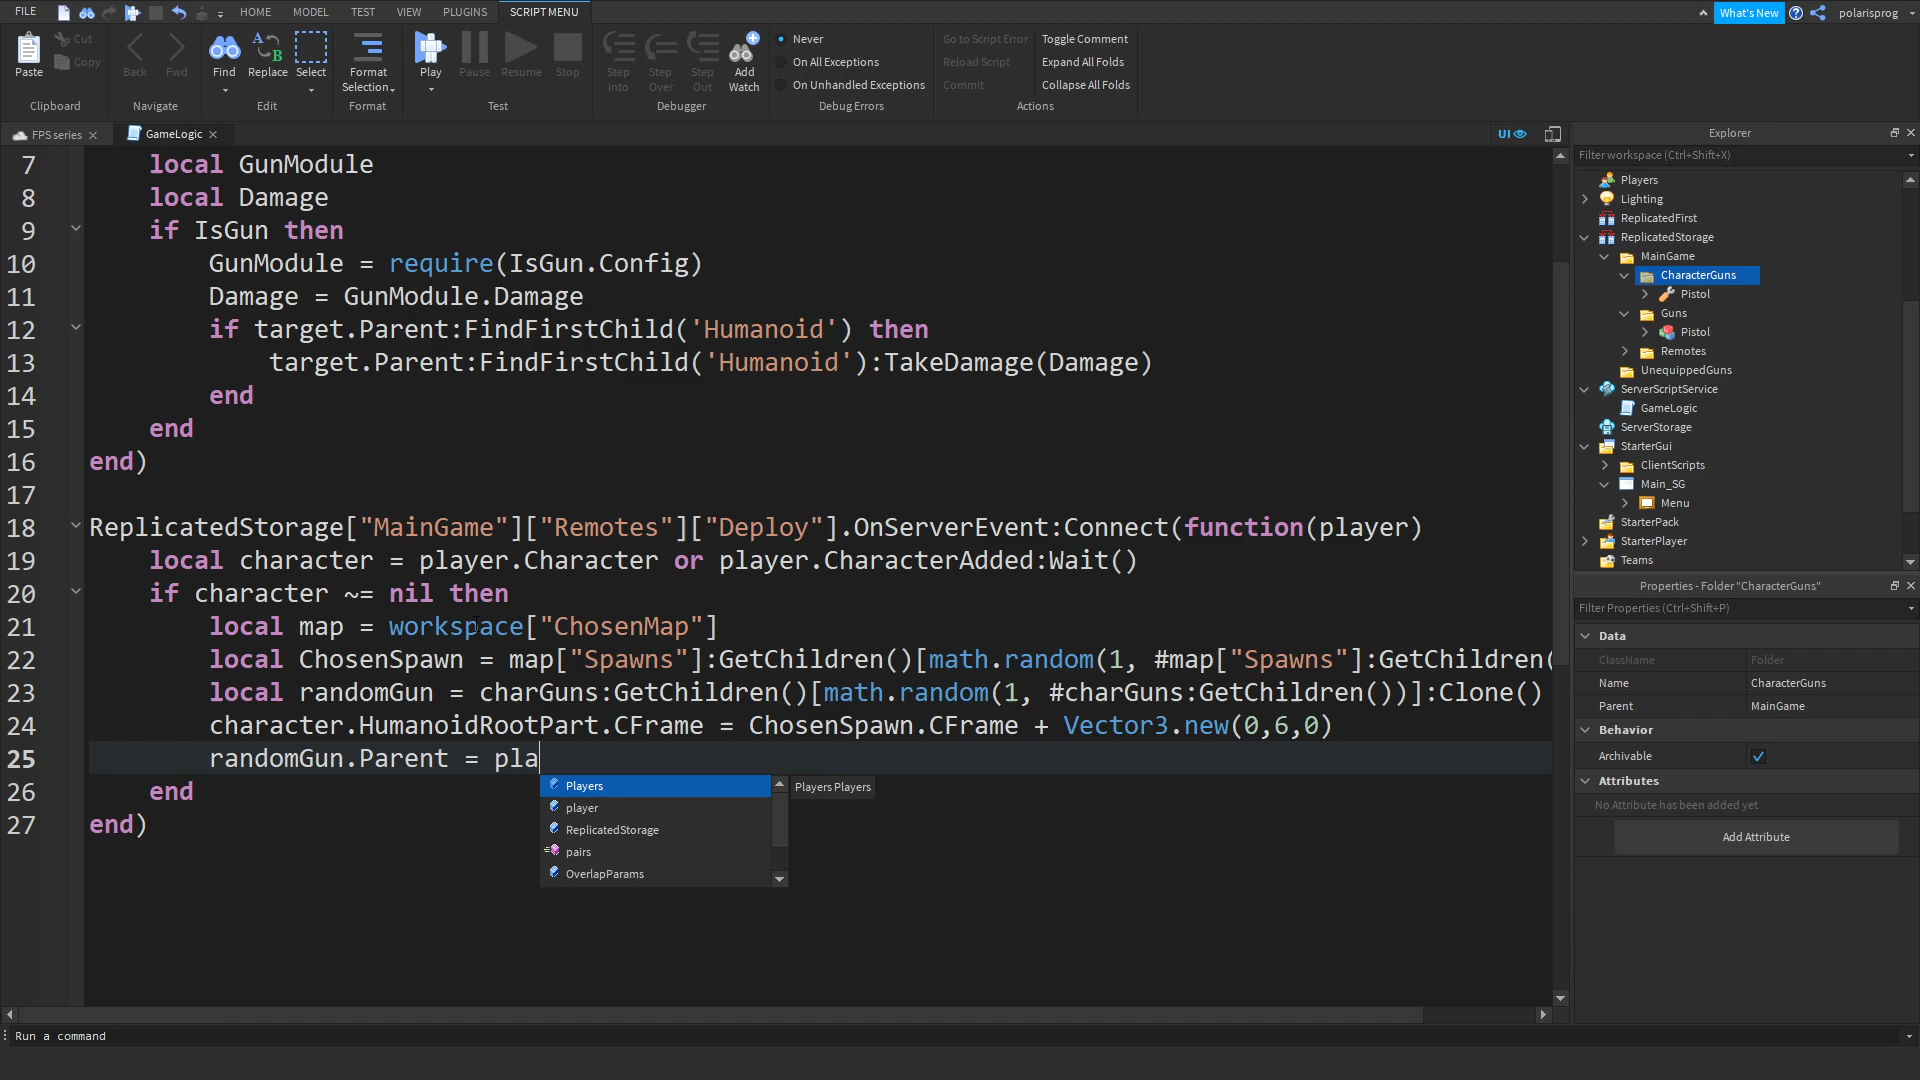 FILE HOME MODEL TEST VIEW PLUGINS SCRIPT MENU What's New polarisprog
Paste Cut Copy Back Fwd Find Replace Select Format Selection Play Pause Resume Stop Step Into Step Over Step Out Add Watch
Never
On All Exceptions
On Unhandled Exceptions
Go to Script Error
Reload Script
Commit
Toggle Comment
Expand All Folds
Collapse All Folds
Clipboard Navigate Edit Format Test Debugger Debug Errors Actions
FPS series GameLogic UI
7 local GunModule
8 local Damage
9 if IsGun then
10 GunModule = require(IsGun.Config)
11 Damage = GunModule.Damage
12 if target.Parent:FindFirstChild('Humanoid') then
13 target.Parent:FindFirstChild('Humanoid'):TakeDamage(Damage)
14 end
15 end
16 end)
17
18 ReplicatedStorage["MainGame"]["Remotes"]["Deploy"].OnServerEvent:Connect(function(player)
19 local character = player.Character or player.CharacterAdded:Wait()
20 if character ~= nil then
21 local map = workspace["ChosenMap"]
22 local ChosenSpawn = map["Spawns"]:GetChildren()[math.random(1, #map["Spawns"]:GetChildren(
23 local randomGun = charGuns:GetChildren()[math.random(1, #charGuns:GetChildren())]:Clone()
24 character.HumanoidRootPart.CFrame = ChosenSpawn.CFrame + Vector3.new(0,6,0)
25 randomGun.Parent = pla
26 end
27 end)
Players
player
ReplicatedStorage
pairs
OverlapParams
Players Players
Explorer
Filter workspace (Ctrl+Shift+X)
Players
Lighting
ReplicatedFirst
ReplicatedStorage
MainGame
CharacterGuns
Pistol
Guns
Pistol
Remotes
UnequippedGuns
ServerScriptService
GameLogic
ServerStorage
StarterGui
ClientScripts
Main_SG
Menu
StarterPack
StarterPlayer
Teams
Properties - Folder "CharacterGuns"
Filter Properties (Ctrl+Shift+P)
Data
ClassName Folder
Name CharacterGuns
Parent MainGame
Behavior
Archivable
Attributes
No Attribute has been added yet
Add Attribute
Run a command